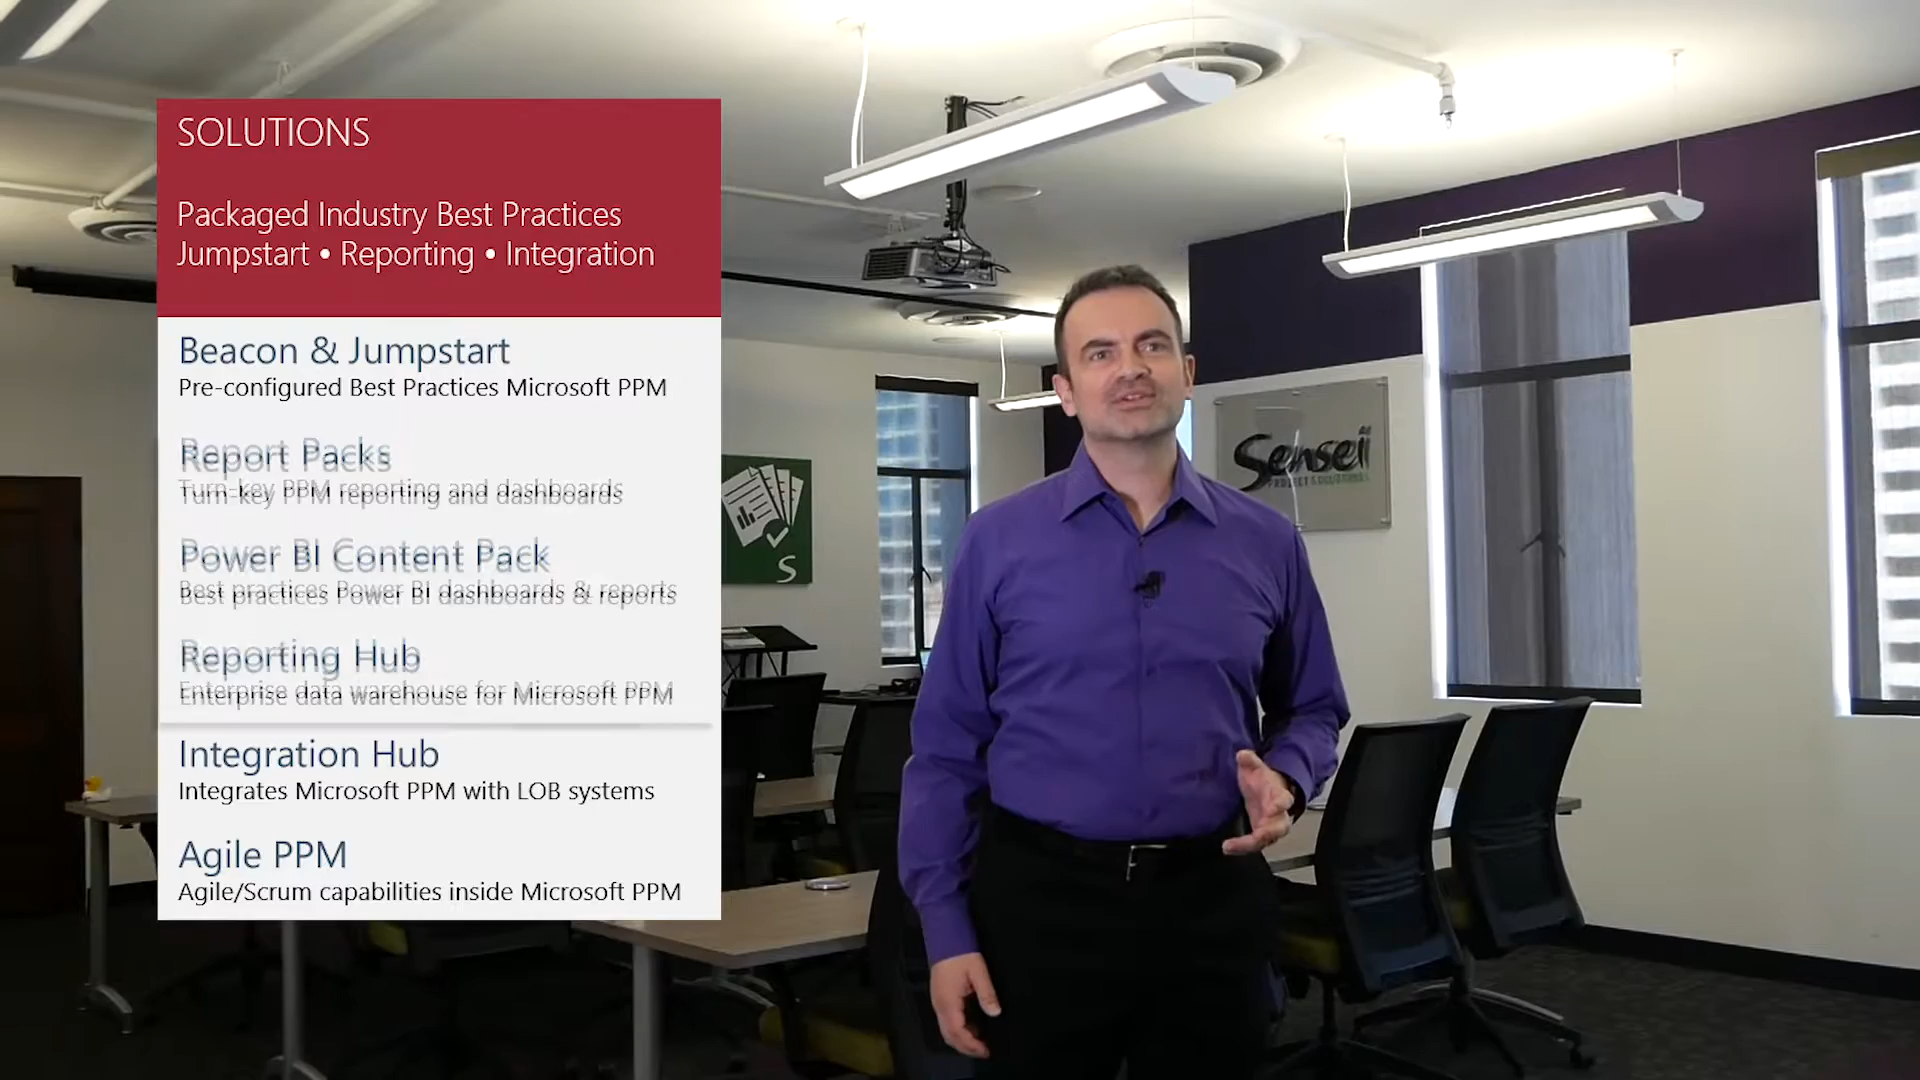 SOLUTIONS
Packaged Industry Best Practices
Jumpstart • Reporting • Integration
Beacon & Jumpstart
Pre-configured Best Practices Microsoft PPM
Report Packs
Turn-key PPM reporting and dashboards
Power BI Content Pack
Best practices Power BI dashboards & reports
Reporting Hub
Enterprise data warehouse for Microsoft PPM
Integration Hub
Integrates Microsoft PPM with LOB systems
Agile PPM
Agile/Scrum capabilities inside Microsoft PPM
Sensei
PROJECT SOLUTIONS
S